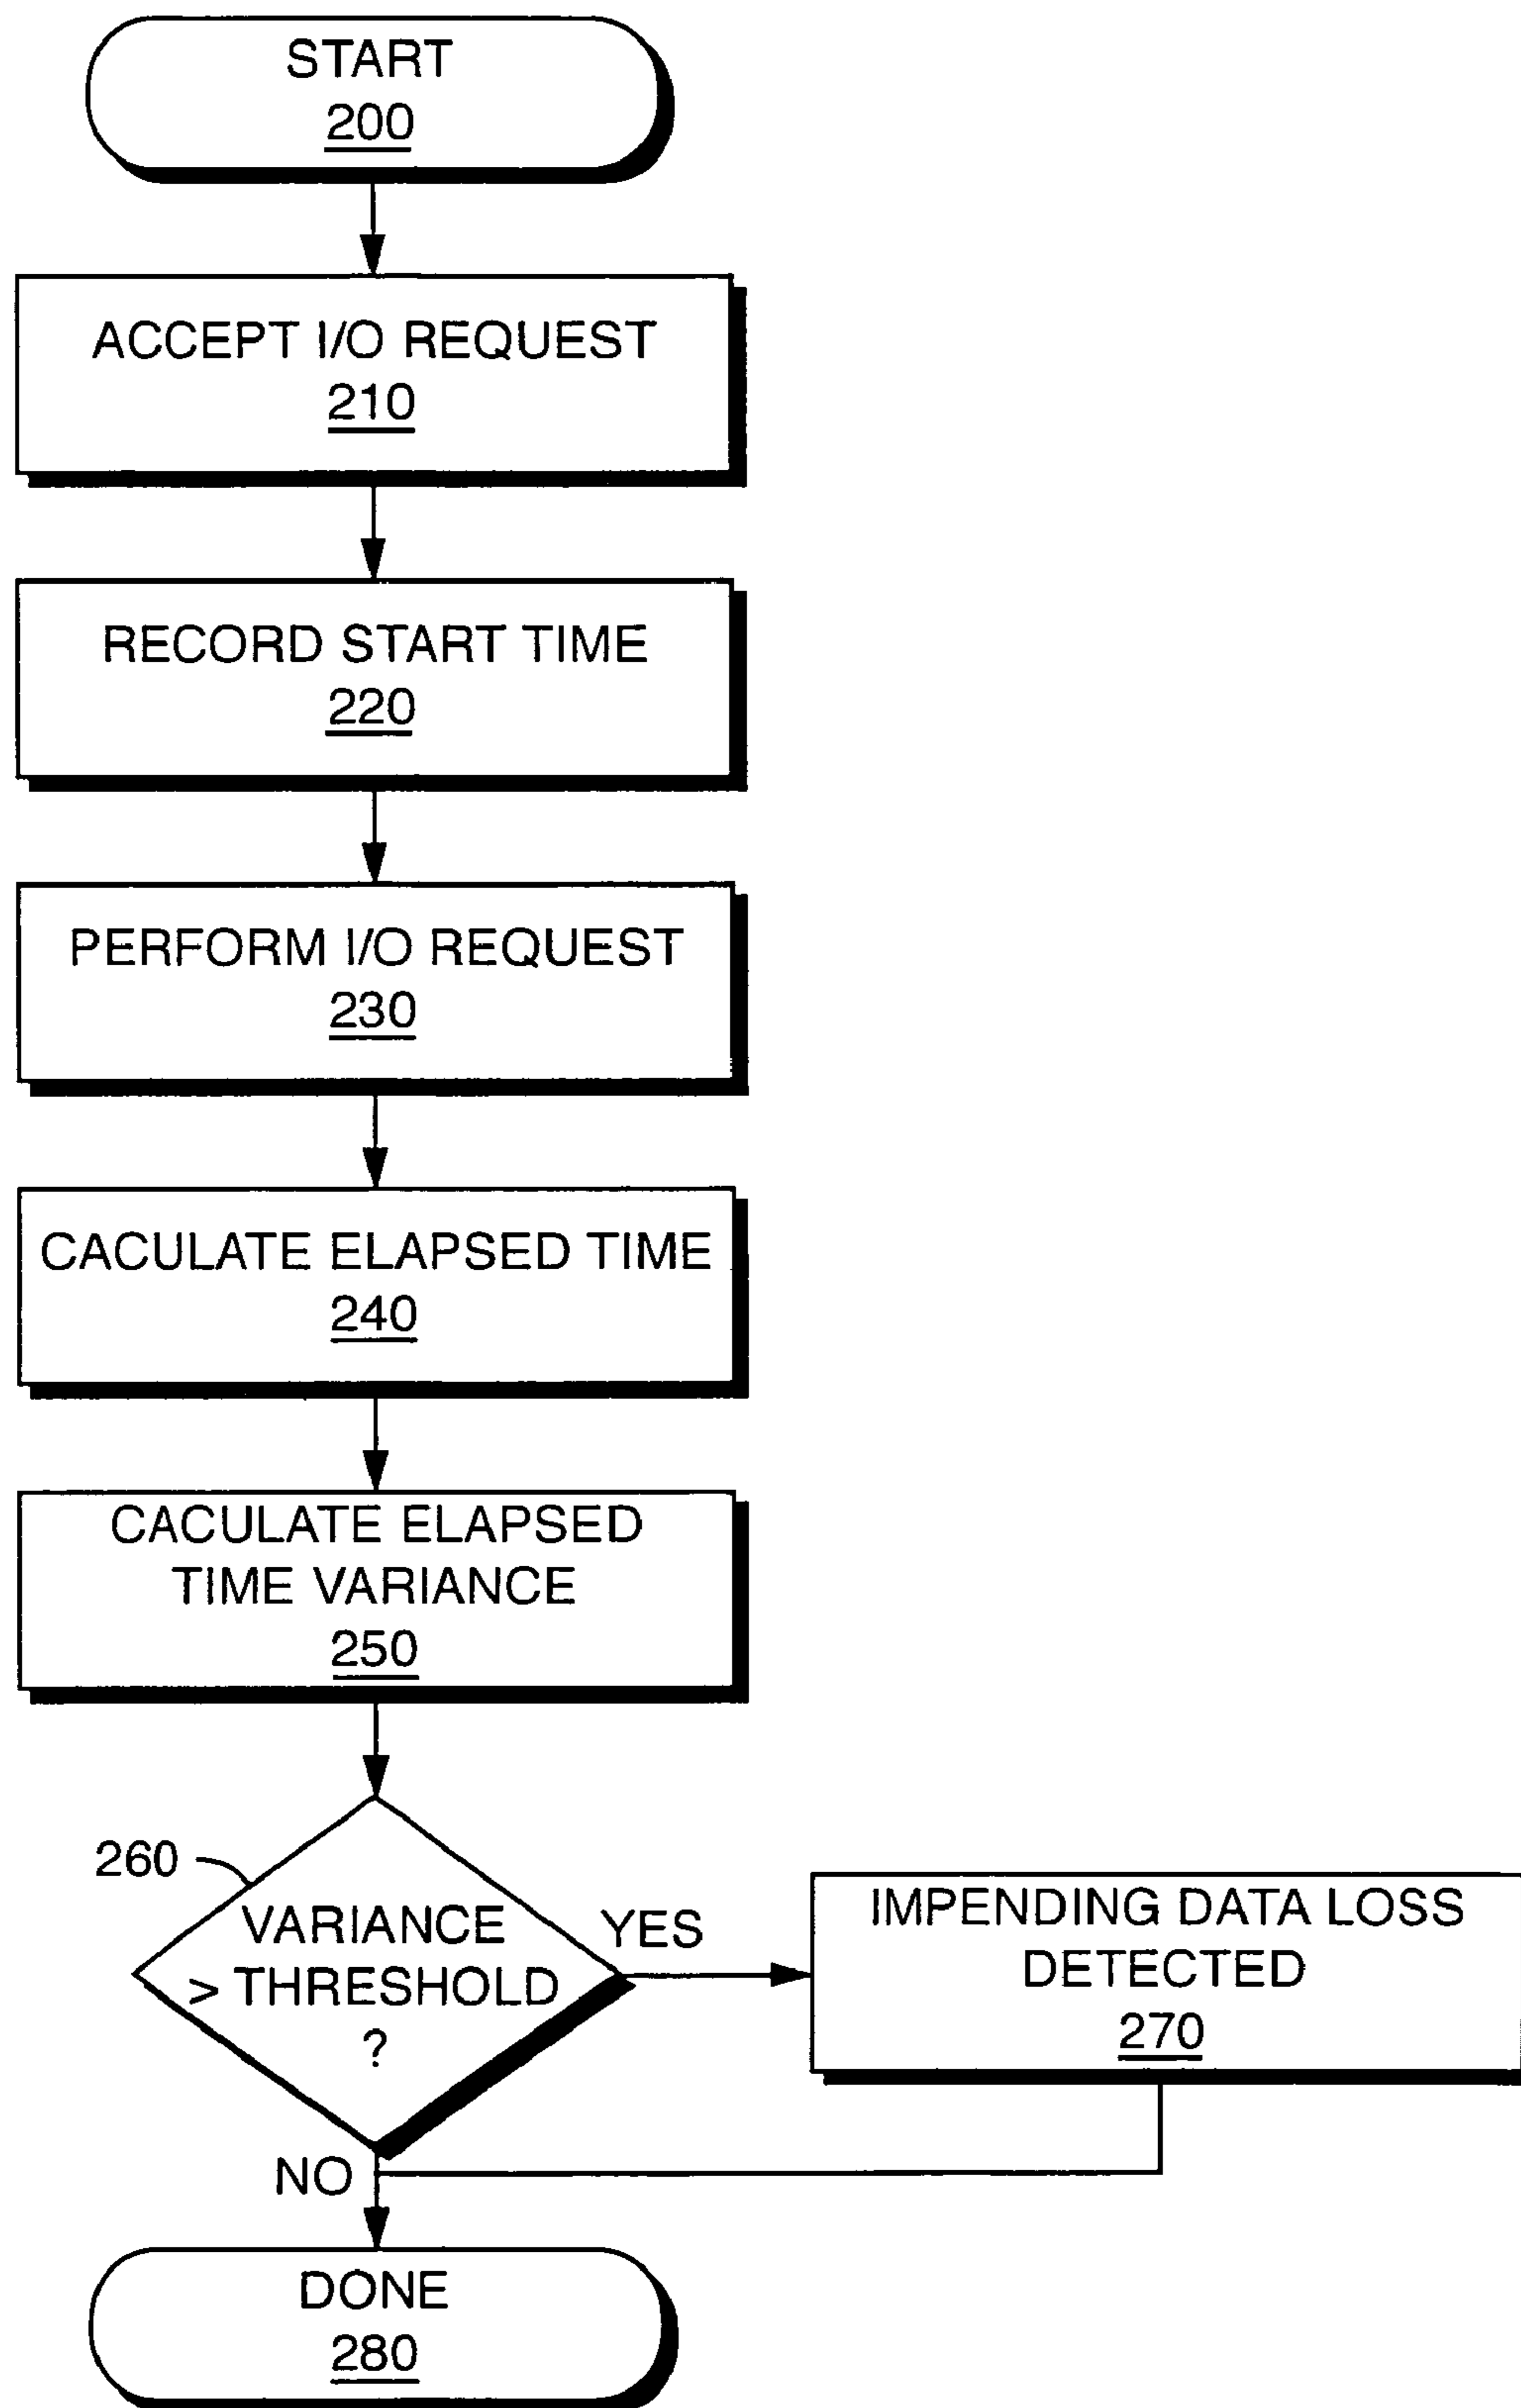 START
200
ACCEPT I/O REQUEST
210
RECORD START TIME
220
PERFORM I/O REQUEST
230
CACULATE ELAPSED TIME
240
CACULATE ELAPSED
TIME VARIANCE
250
260
VARIANCE
> THRESHOLD
?
YES
IMPENDING DATA LOSS
DETECTED
270
NO
DONE
280